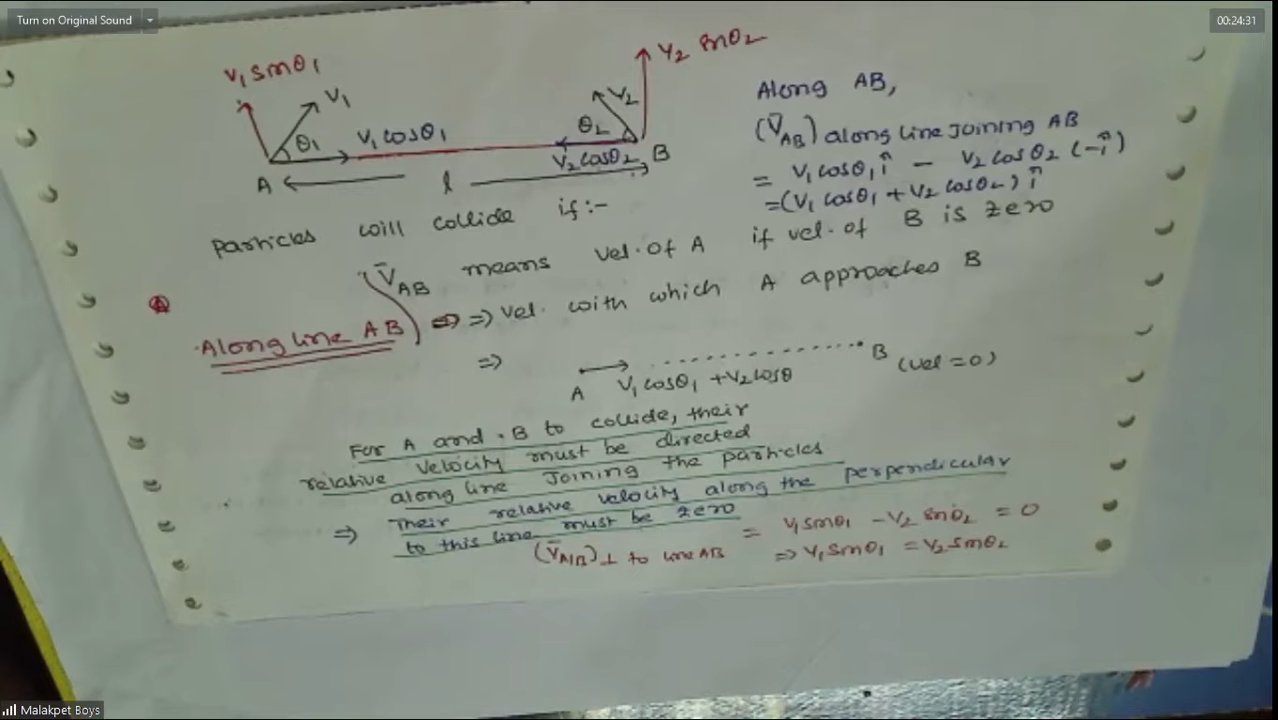 Turn on Original Sound
00:24:31
V₁ sinθ₁
V₁
θ₁
V₁ cosθ₁
A
l
V₂ sinθ₂
V₂
θ₂
V₂ cosθ₂
B
Along AB,
(V̄AB) along line joining AB
= V₁ cosθ₁ î - V₂ cosθ₂ (-î)
= (V₁ cosθ₁ + V₂ cosθ₂) î
Particles will collide if :-
V̄AB means vel. of A if vel. of B is zero
Along line AB) ⇒ ⇒ vel. with which A approaches B
⇒
A V₁ cosθ₁ + V₂ cosθ B (vel = 0)
For A and B to collide, their
relative velocity must be directed
along line joining the particles
⇒ Their relative velocity along the perpendicular
to this line must be zero
(V̄A/B)⊥ to line AB = V₁ sinθ₁ - V₂ sinθ₂ = 0
⇒ V₁ sinθ₁ = V₂ sinθ₂
Malakpet Boys